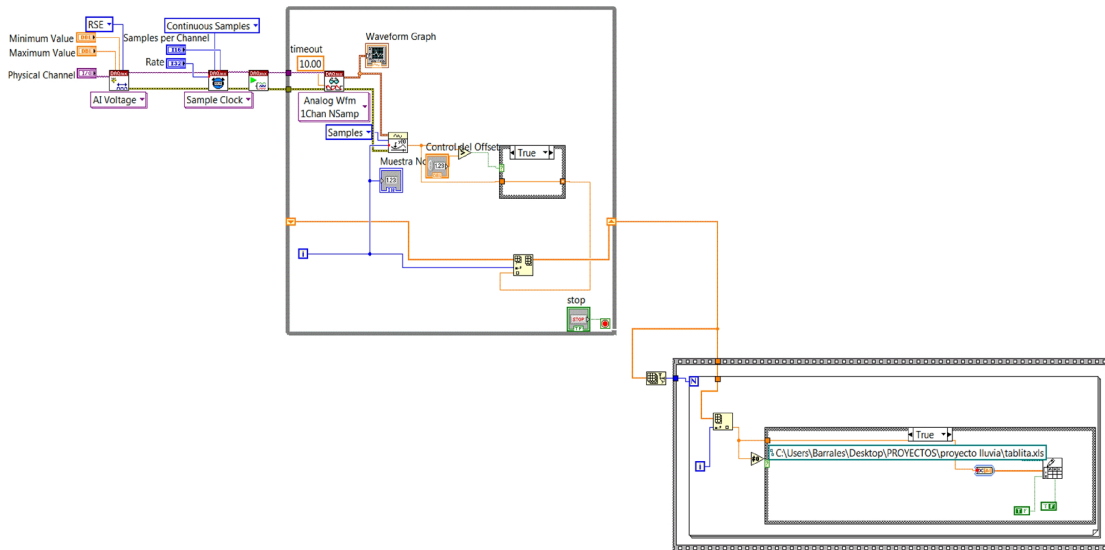 RSE
Continuous Samples
Minimum Value
Maximum Value
Samples per Channel
Rate
Physical Channel
AI Voltage
Sample Clock
timeout
10.00
Waveform Graph
Analog Wfm
1Chan NSamp
Samples
Control del Offset
Muestra No
True
i
stop
STOP
N
True
i
C:\Users\Barrales\Desktop\PROYECTOS\proyecto lluvia\tablita.xls